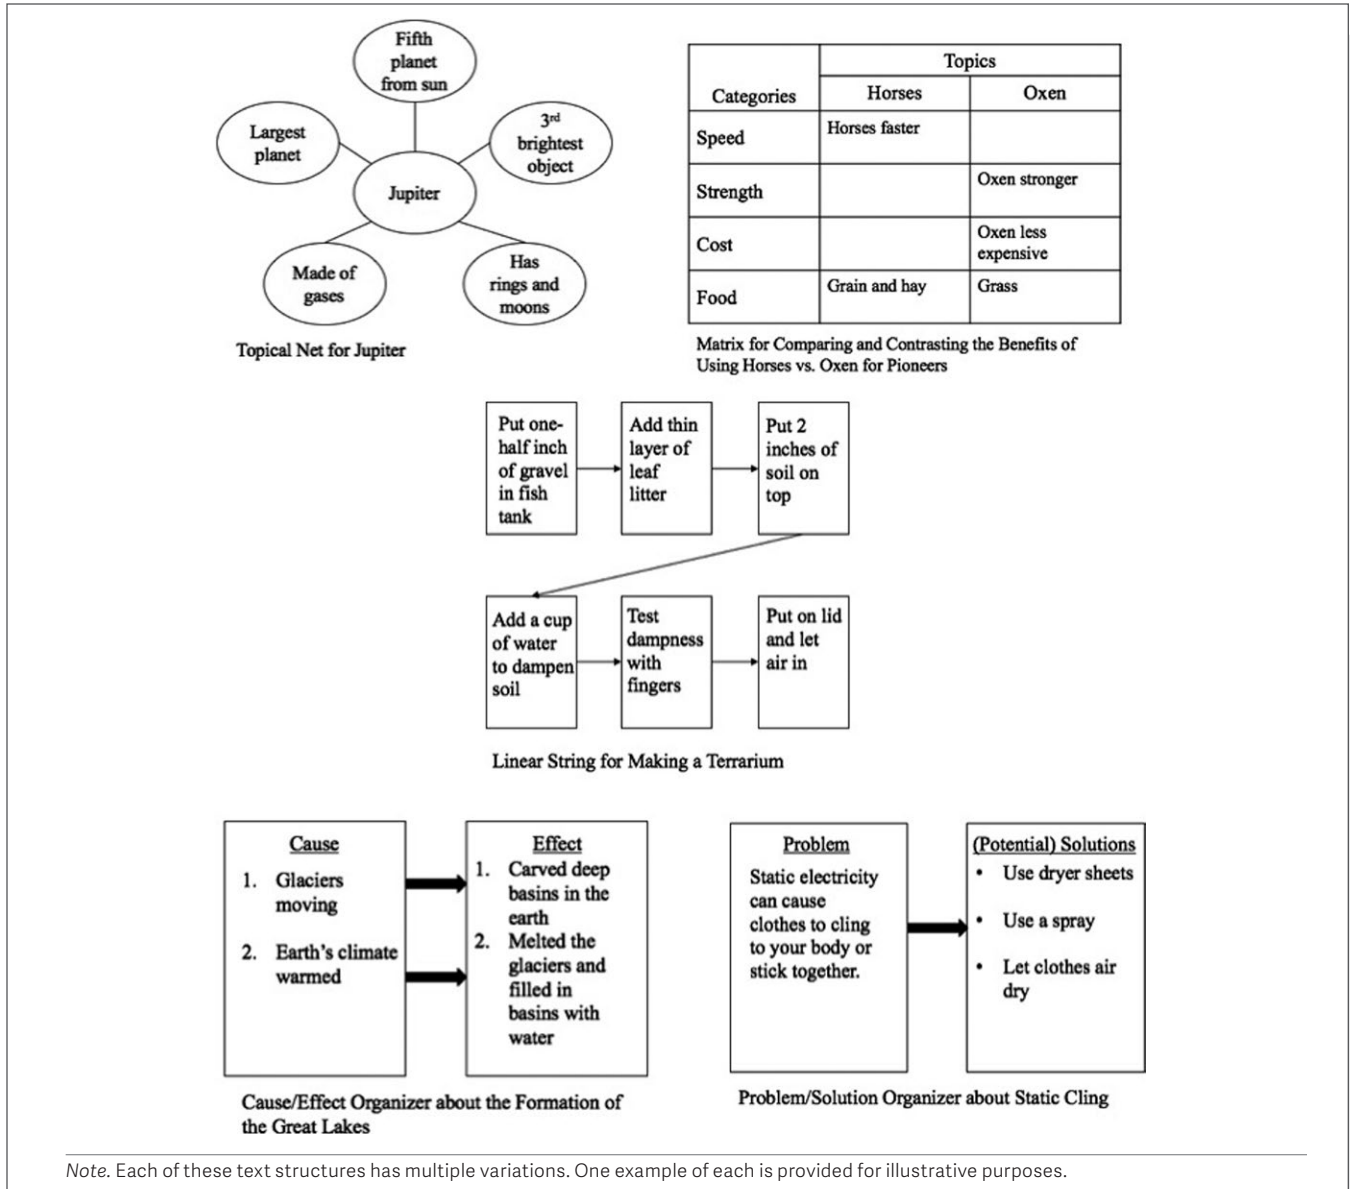 Fifth
planet
from sun
Largest
planet
3rd
brightest
object
Jupiter
Made of
gases
Has
rings and
moons
Topical Net for Jupiter
Topics
Categories
Horses
Oxen
Speed
Horses faster
Strength
Oxen stronger
Cost
Oxen less
expensive
Food
Grain and hay
Grass
Matrix for Comparing and Contrasting the Benefits of
Using Horses vs. Oxen for Pioneers
Put one-
half inch
of gravel
in fish
tank
Add thin
layer of
leaf
litter
Put 2
inches of
soil on
top
Add a cup
of water
to dampen
soil
Test
dampness
with
fingers
Put on lid
and let
air in
Linear String for Making a Terrarium
Cause
1. Glaciers
moving
2. Earth's climate
warmed
Effect
1. Carved deep
basins in the
earth
2. Melted the
glaciers and
filled in
basins with
water
Cause/Effect Organizer about the Formation of
the Great Lakes
Problem
Static electricity
can cause
clothes to cling
to your body or
stick together.
(Potential) Solutions
• Use dryer sheets
• Use a spray
• Let clothes air
dry
Problem/Solution Organizer about Static Cling
Note. Each of these text structures has multiple variations. One example of each is provided for illustrative purposes.